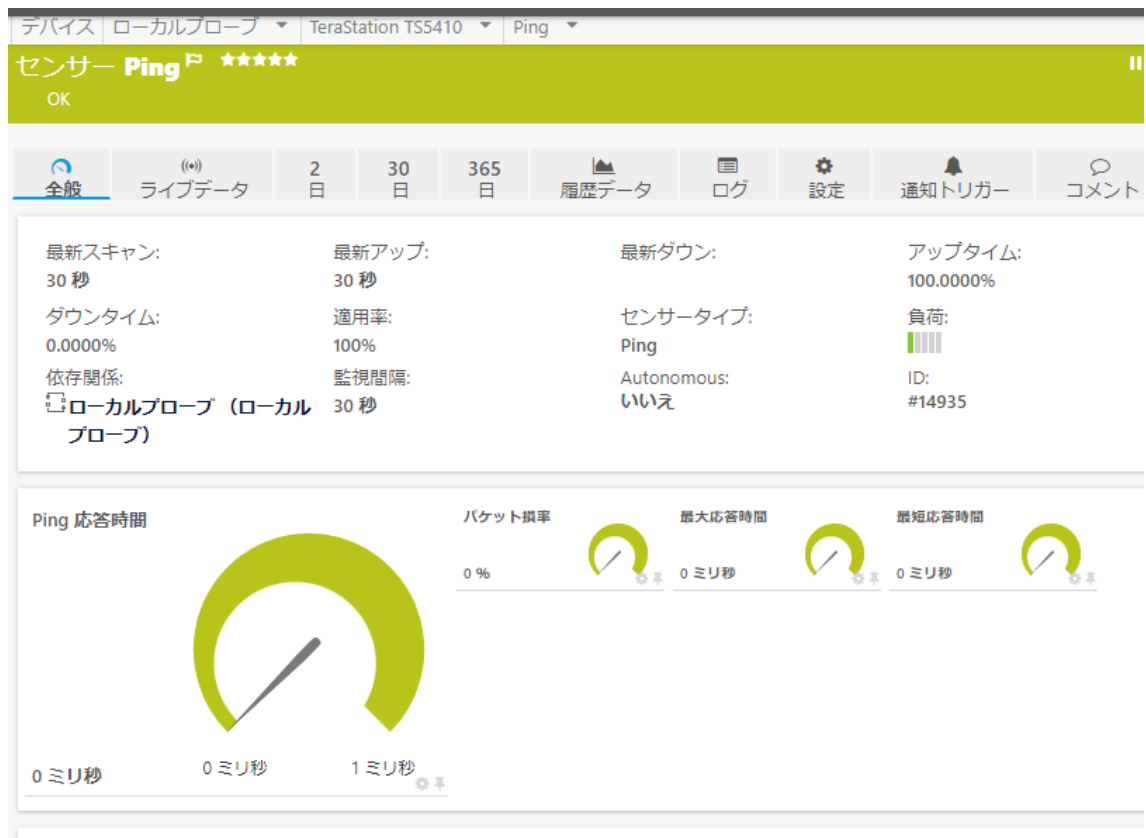 デバイス ローカルプローブ TeraStation TS5410 Ping
センサー Ping
OK
全般 ライブデータ 2 日 30 日 365 日 履歴データ ログ 設定 通知トリガー コメント
最新スキャン: 最新アップ: 最新ダウン: アップタイム:
30 秒 30 秒 100.0000%
ダウンタイム: 適用率: センサータイプ: 負荷:
0.0000% 100% Ping
依存関係: 監視間隔: Autonomous: ID:
ローカルプローブ (ローカル 30 秒 いいえ #14935
プローブ)
Ping 応答時間 パケット損率 最大応答時間 最短応答時間
0 % 0 ミリ秒 0 ミリ秒
0 ミリ秒 0 ミリ秒 1 ミリ秒